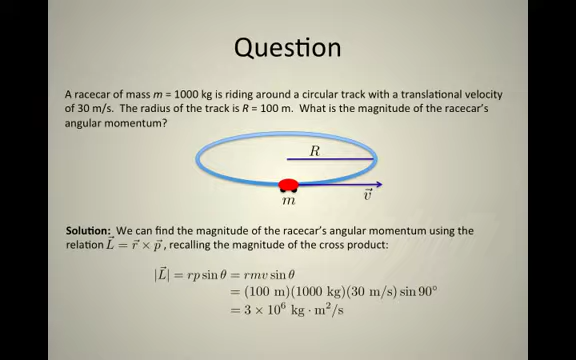 Question
A racecar of mass m = 1000 kg is riding around a circular track with a translational velocity
of 30 m/s. The radius of the track is R = 100 m. What is the magnitude of the racecar's
angular momentum?
R
m
v⃗
Solution: We can find the magnitude of the racecar's angular momentum using the
relation L⃗ = r⃗ × p⃗, recalling the magnitude of the cross product:
|L⃗| = rp sin θ = rmv sin θ
= (100 m)(1000 kg)(30 m/s) sin 90°
= 3 × 10⁶ kg · m²/s